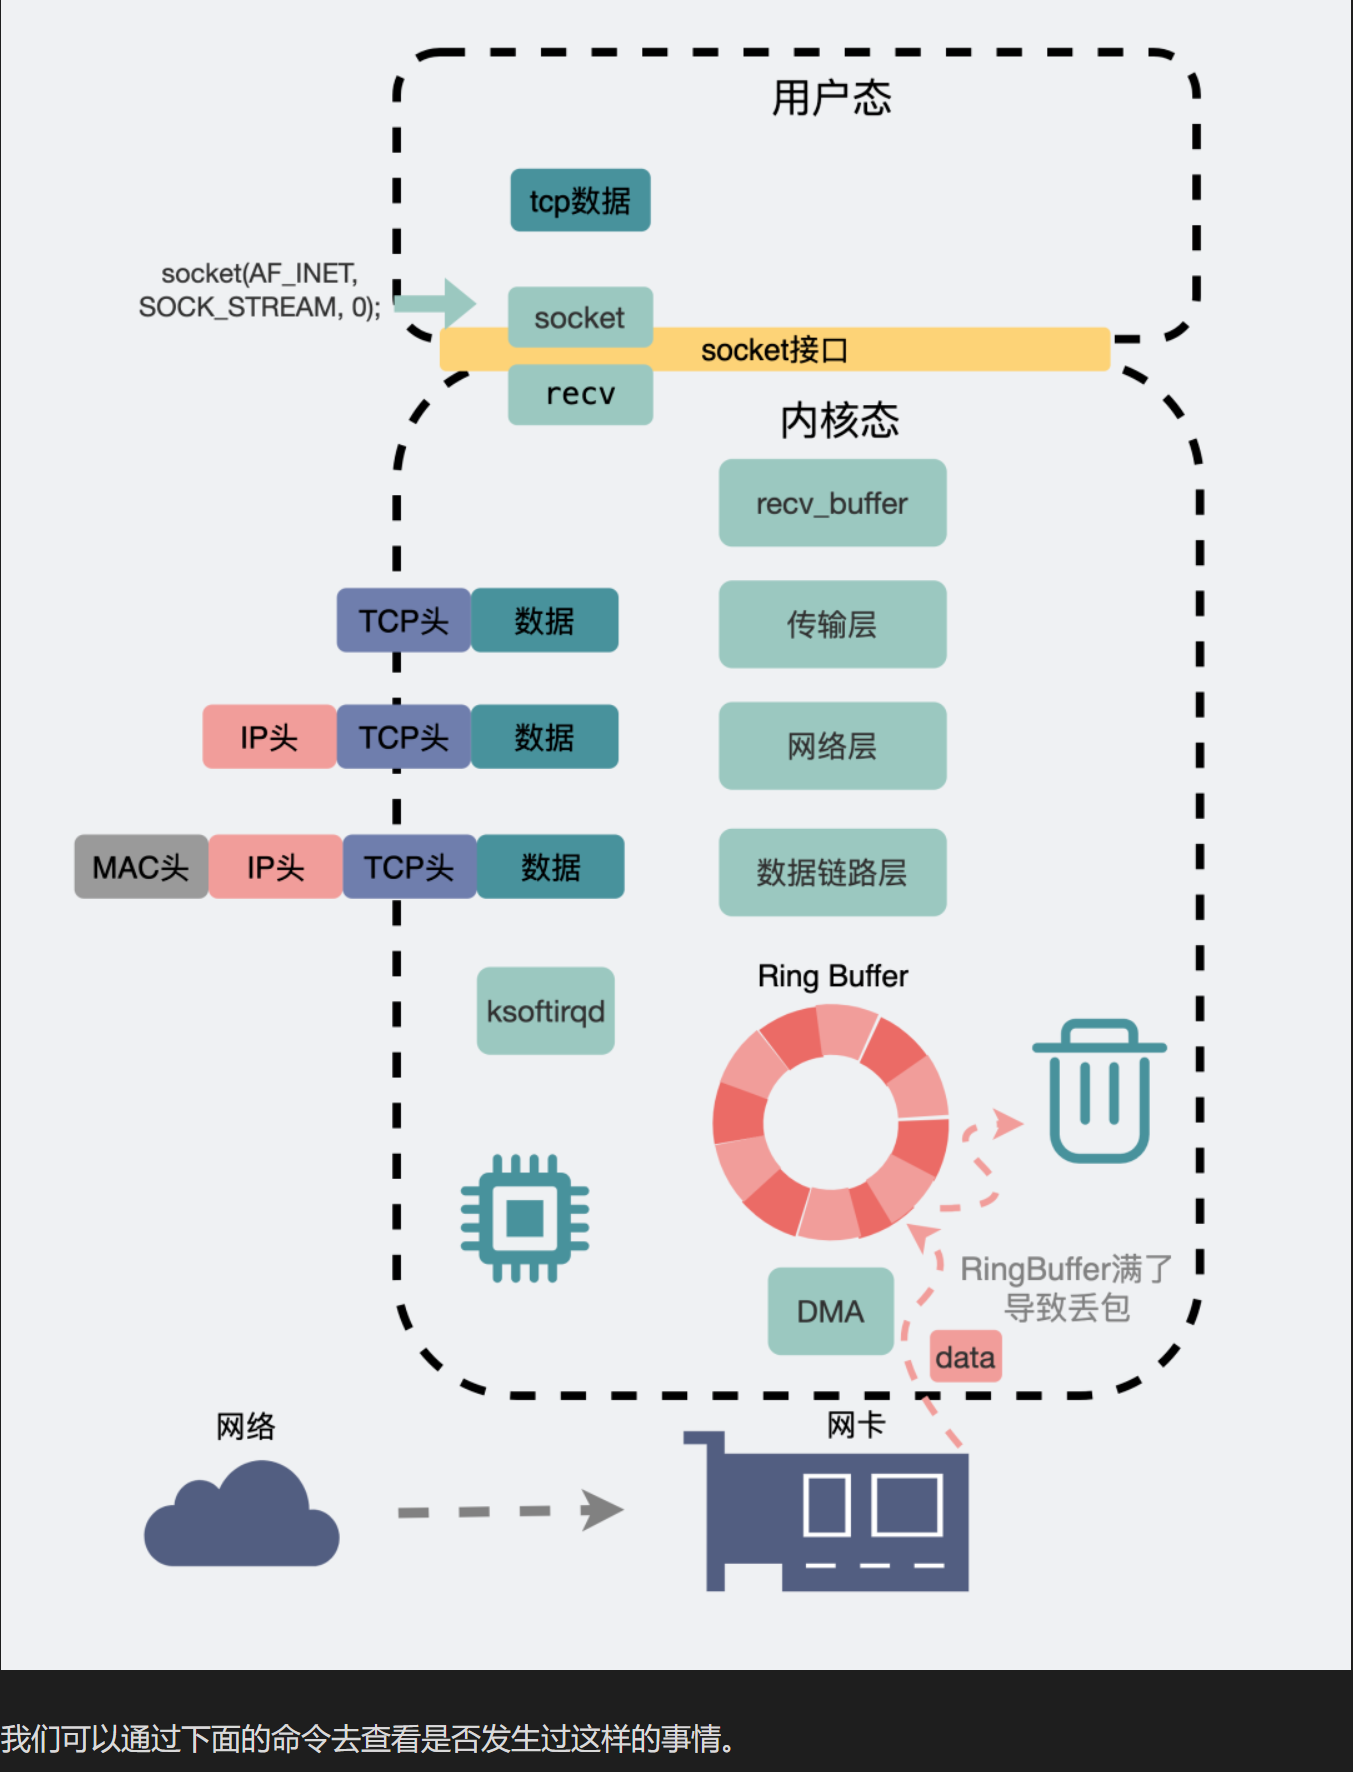 用户态
tcp数据
socket(AF_INET,
SOCK_STREAM, 0);
socket
socket接口
recv
内核态
recv_buffer
TCP头 数据
传输层
IP头 TCP头 数据
网络层
MAC头 IP头 TCP头 数据
数据链路层
Ring Buffer
ksoftirqd
RingBuffer满了
导致丢包
DMA
data
网络
网卡
我们可以通过下面的命令去查看是否发生过这样的事情。